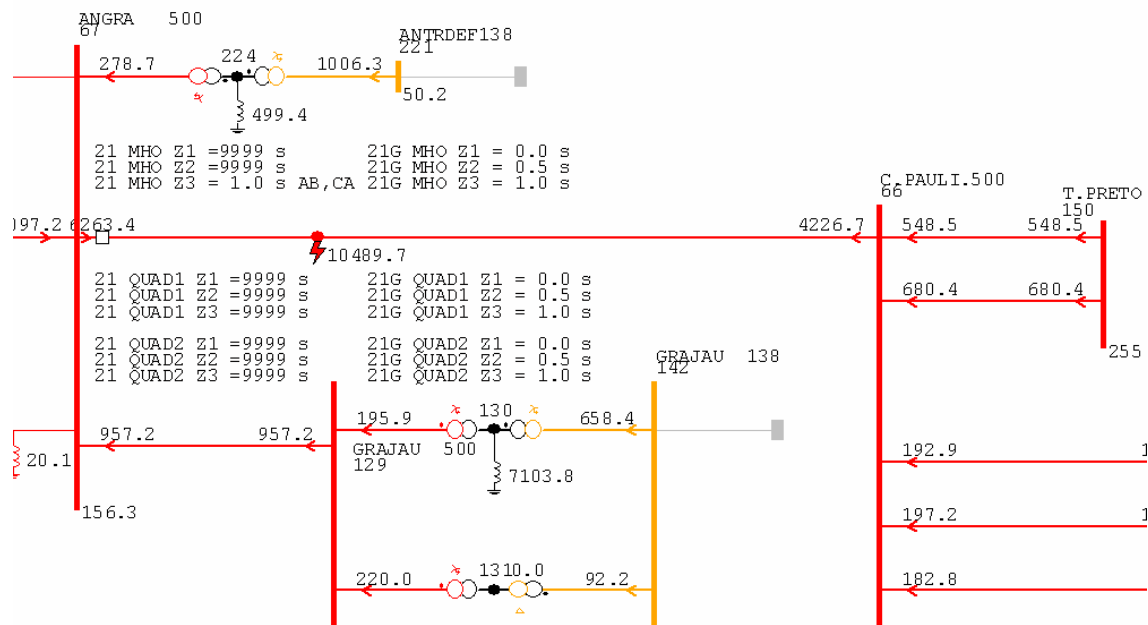 ANGRA 500
67
ANTRDEF138
221
278.7
224
1006.3
50.2
499.4
21 MHO Z1 =9999 s
21 MHO Z2 =9999 s
21 MHO Z3 = 1.0 s AB,CA
21G MHO Z1 = 0.0 s
21G MHO Z2 = 0.5 s
21G MHO Z3 = 1.0 s
C.PAULI.500
66
T.PRETO
150
097.2
6263.4
4226.7
548.5
548.5
10489.7
21 QUAD1 Z1 =9999 s
21 QUAD1 Z2 =9999 s
21 QUAD1 Z3 =9999 s
21G QUAD1 Z1 = 0.0 s
21G QUAD1 Z2 = 0.5 s
21G QUAD1 Z3 = 1.0 s
680.4
680.4
21 QUAD2 Z1 =9999 s
21 QUAD2 Z2 =9999 s
21 QUAD2 Z3 =9999 s
21G QUAD2 Z1 = 0.0 s
21G QUAD2 Z2 = 0.5 s
21G QUAD2 Z3 = 1.0 s
GRAJAU 138
142
255
195.9
130
658.4
957.2
957.2
GRAJAU 500
129
20.1
7103.8
192.9
1
156.3
197.2
1
220.0
131
0.0
92.2
182.8
1